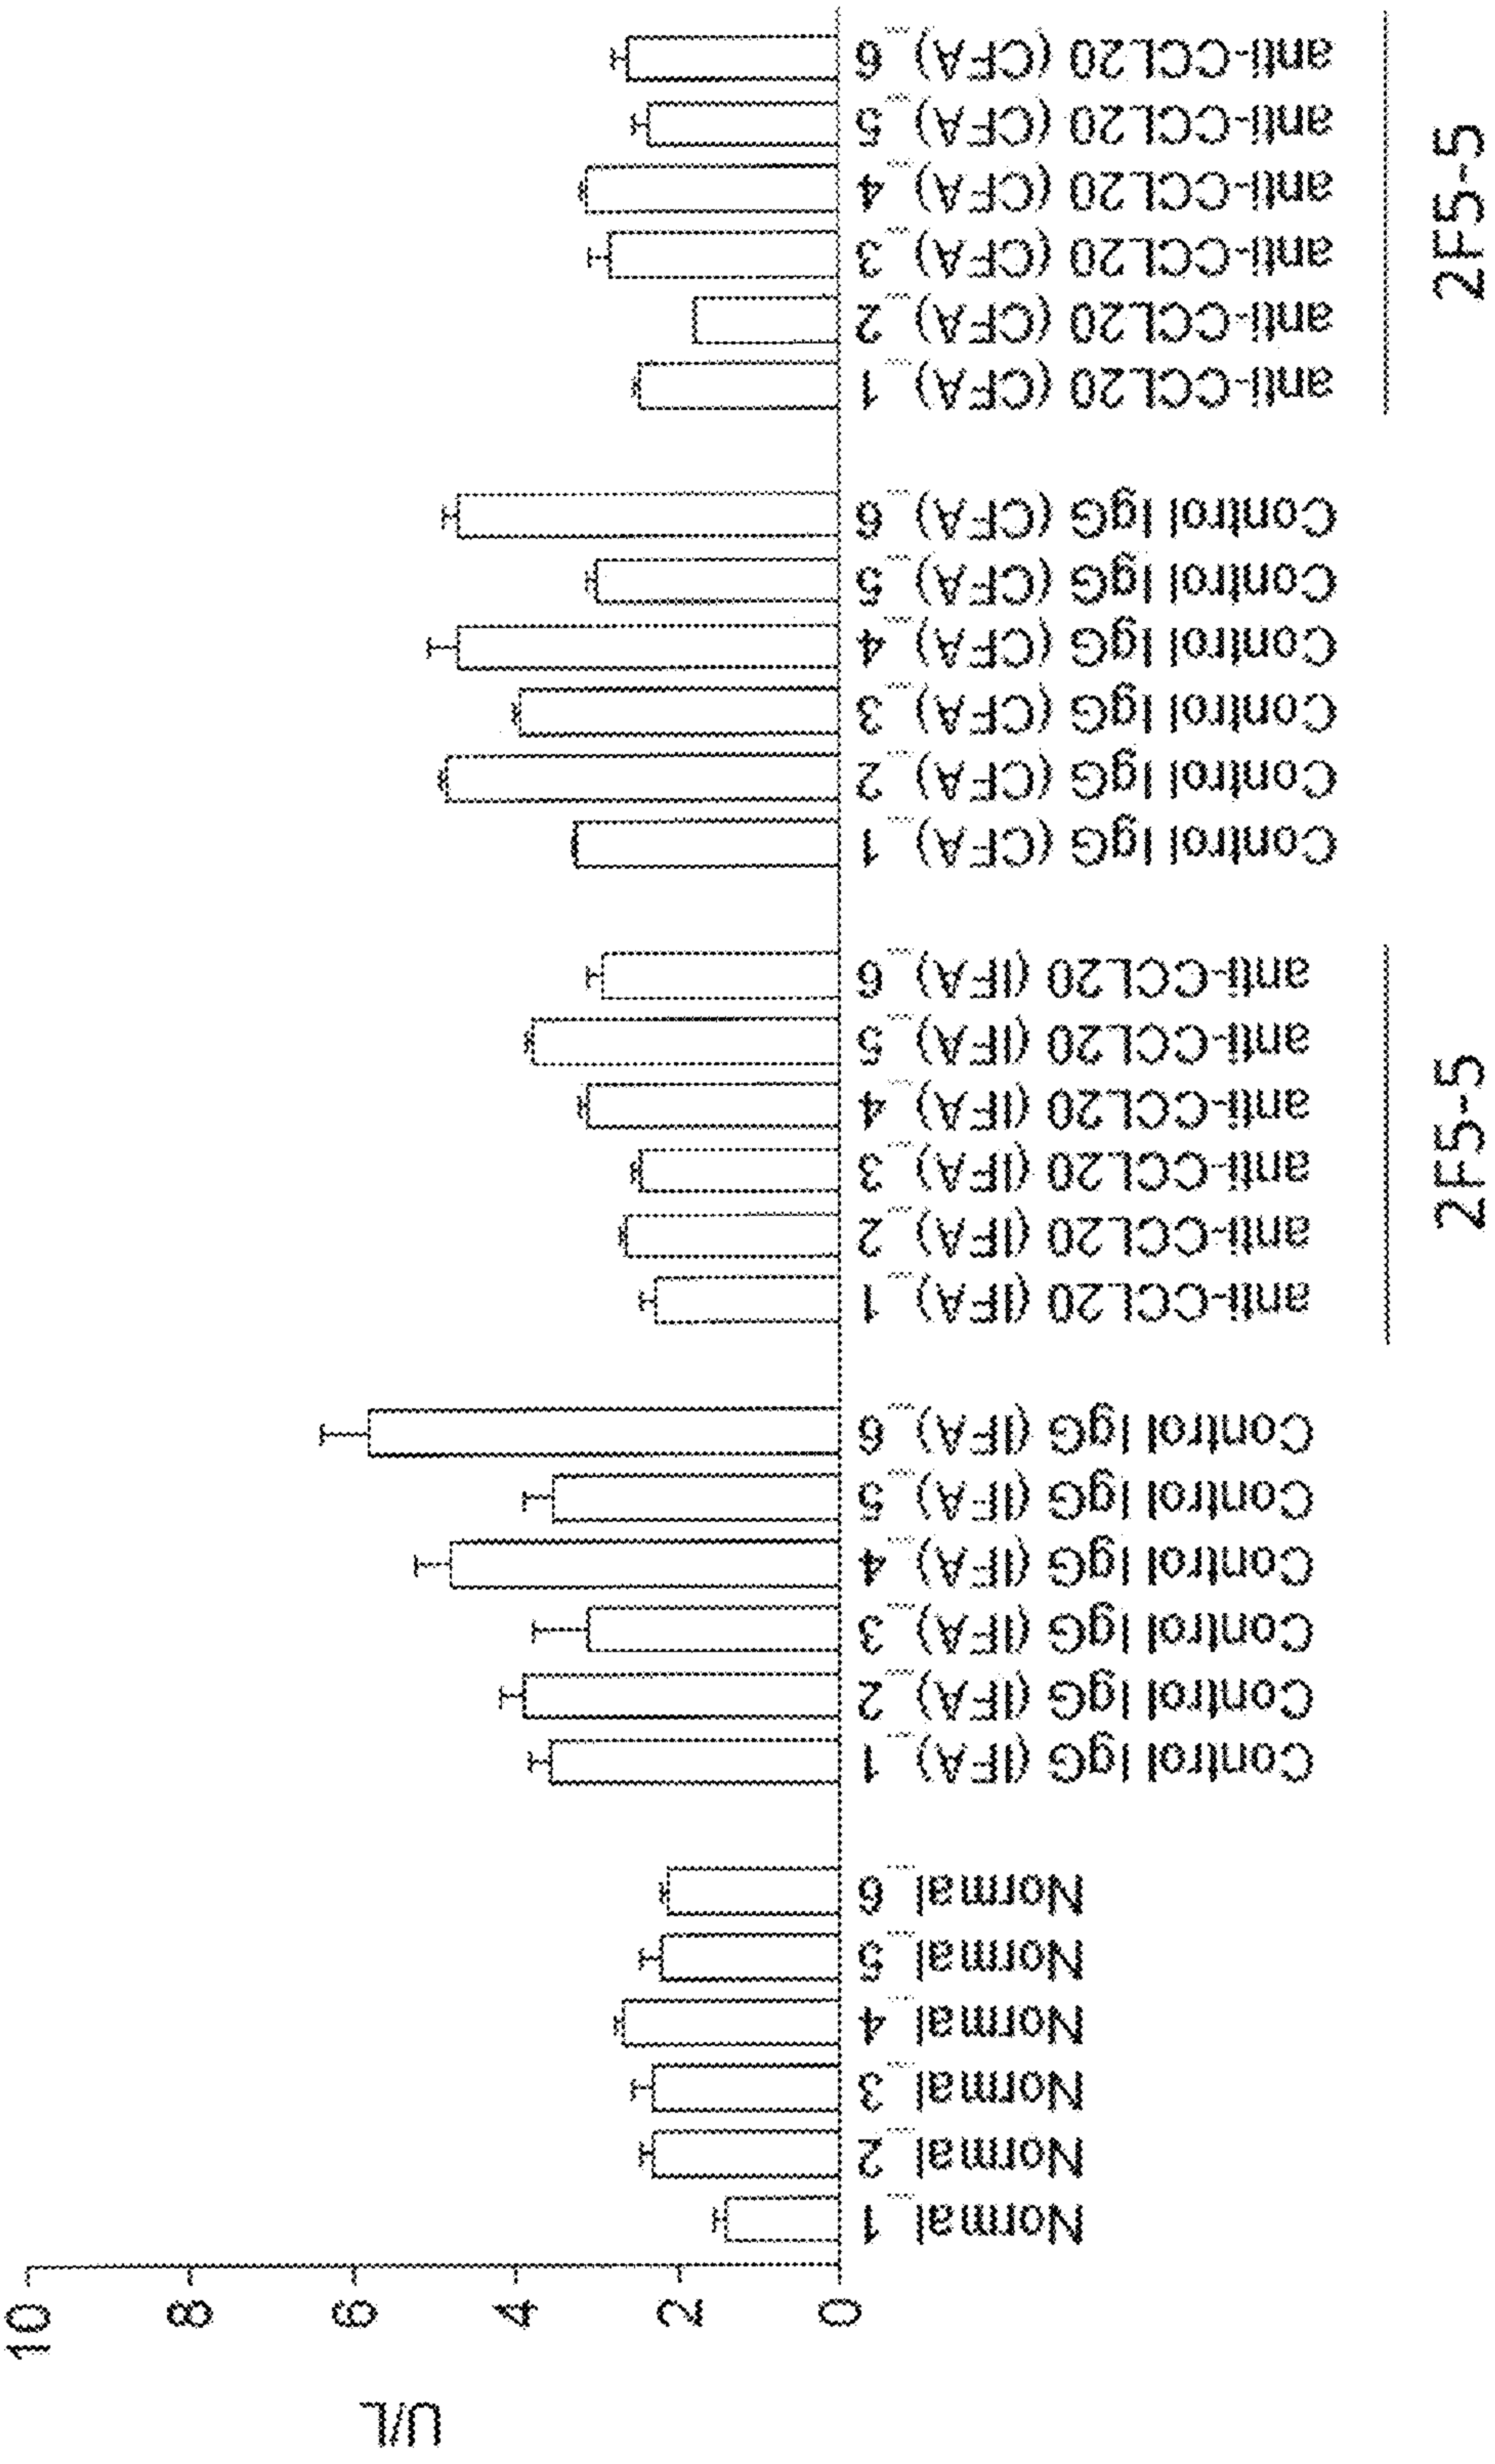 U/L
10
8
6
4
2
0
Normal_1
Normal_2
Normal_3
Normal_4
Normal_5
Normal_6
Control IgG (IFA)_1
Control IgG (IFA)_2
Control IgG (IFA)_3
Control IgG (IFA)_4
Control IgG (IFA)_5
Control IgG (IFA)_6
anti-CCL20 (IFA)_1
anti-CCL20 (IFA)_2
anti-CCL20 (IFA)_3
anti-CCL20 (IFA)_4
anti-CCL20 (IFA)_5
anti-CCL20 (IFA)_6
Control IgG (CFA)_1
Control IgG (CFA)_2
Control IgG (CFA)_3
Control IgG (CFA)_4
Control IgG (CFA)_5
Control IgG (CFA)_6
anti-CCL20 (CFA)_1
anti-CCL20 (CFA)_2
anti-CCL20 (CFA)_3
anti-CCL20 (CFA)_4
anti-CCL20 (CFA)_5
anti-CCL20 (CFA)_6
2F5-5
2F5-5